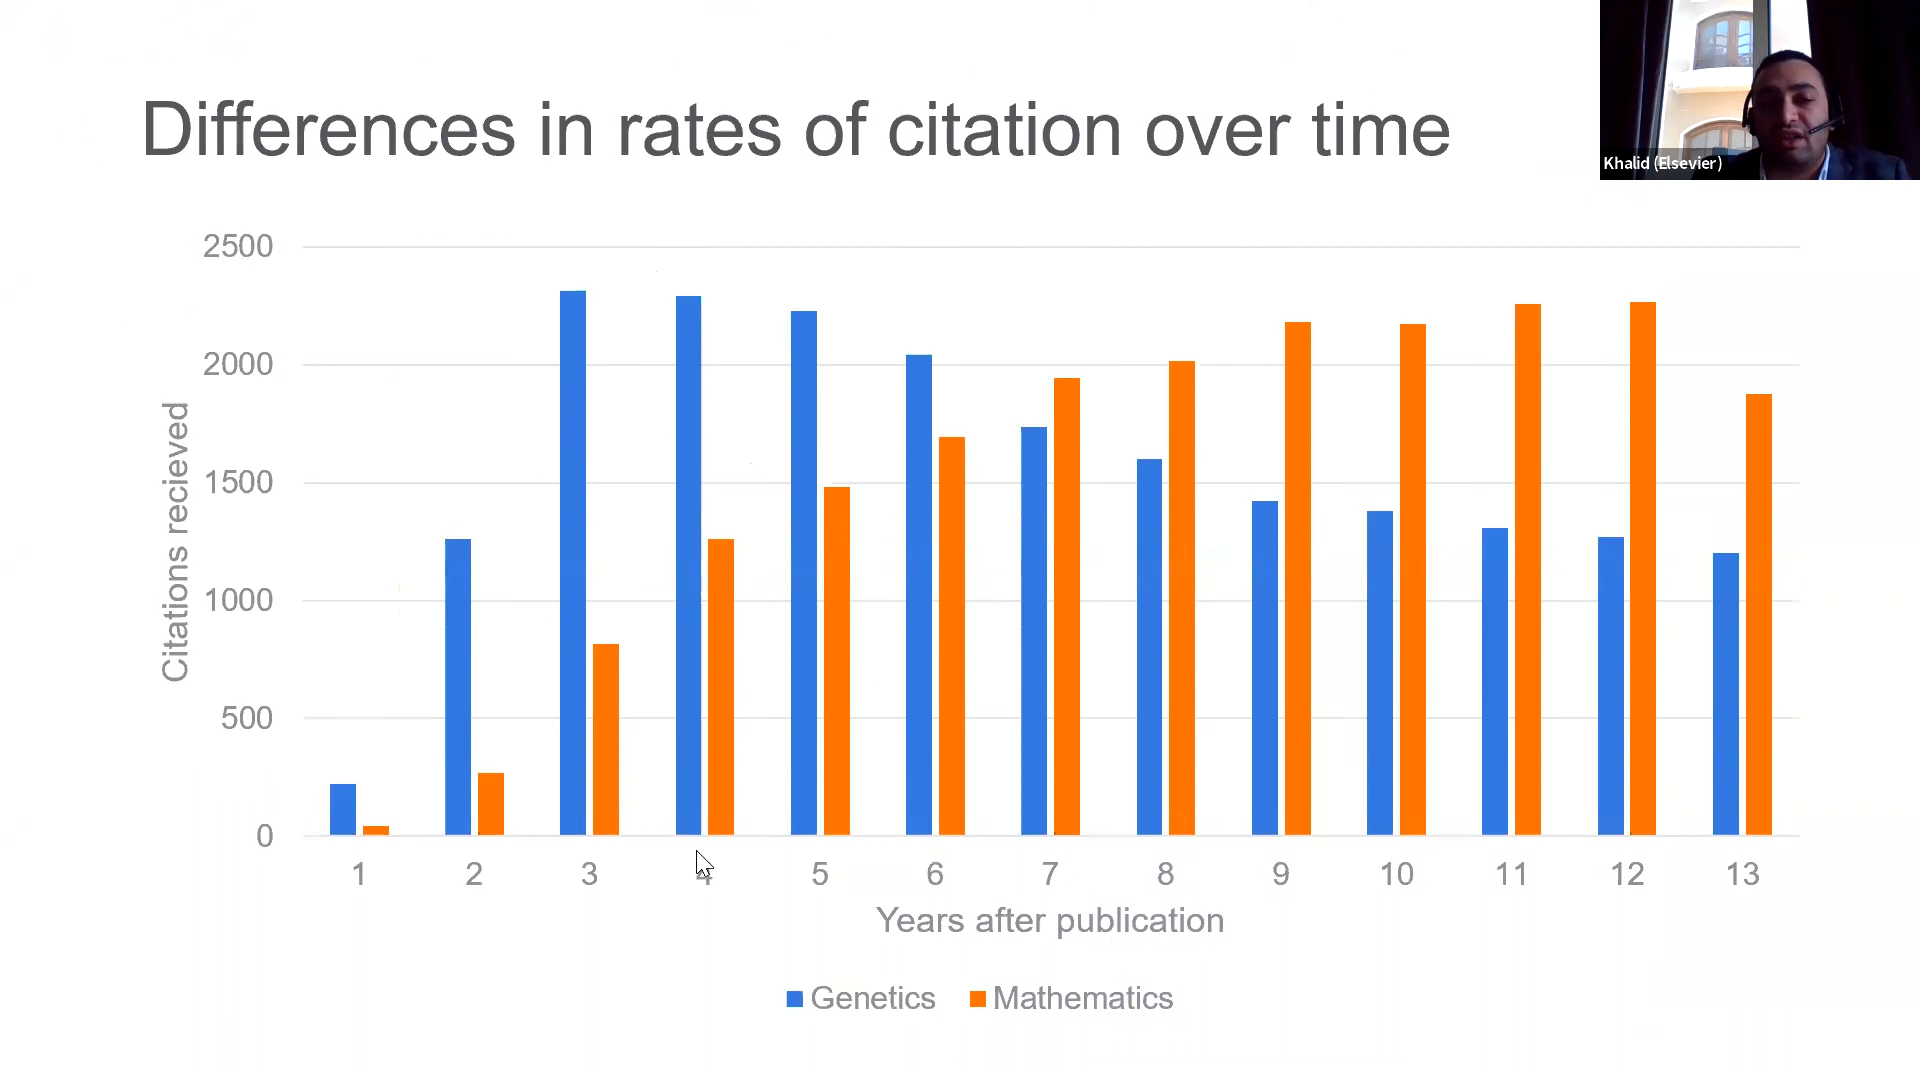 Differences in rates of citation over time
Khalid (Elsevier)
2500
2000
1500
1000
500
0
Citations recieved
1 2 3 4 5 6 7 8 9 10 11 12 13
Years after publication
Genetics Mathematics